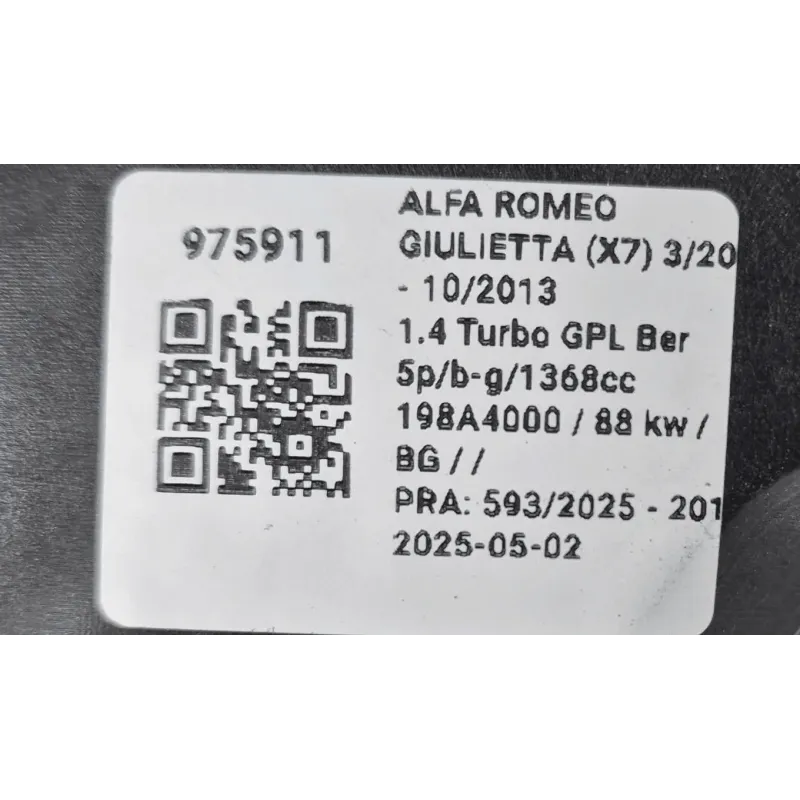 975911
ALFA ROMEO
GIULIETTA (X7) 3/20
- 10/2013
1.4 Turbo GPL Ber
5p/b-g/1368cc
198A4000 / 88 kw /
BG / /
PRA: 593/2025 - 201
2025-05-02